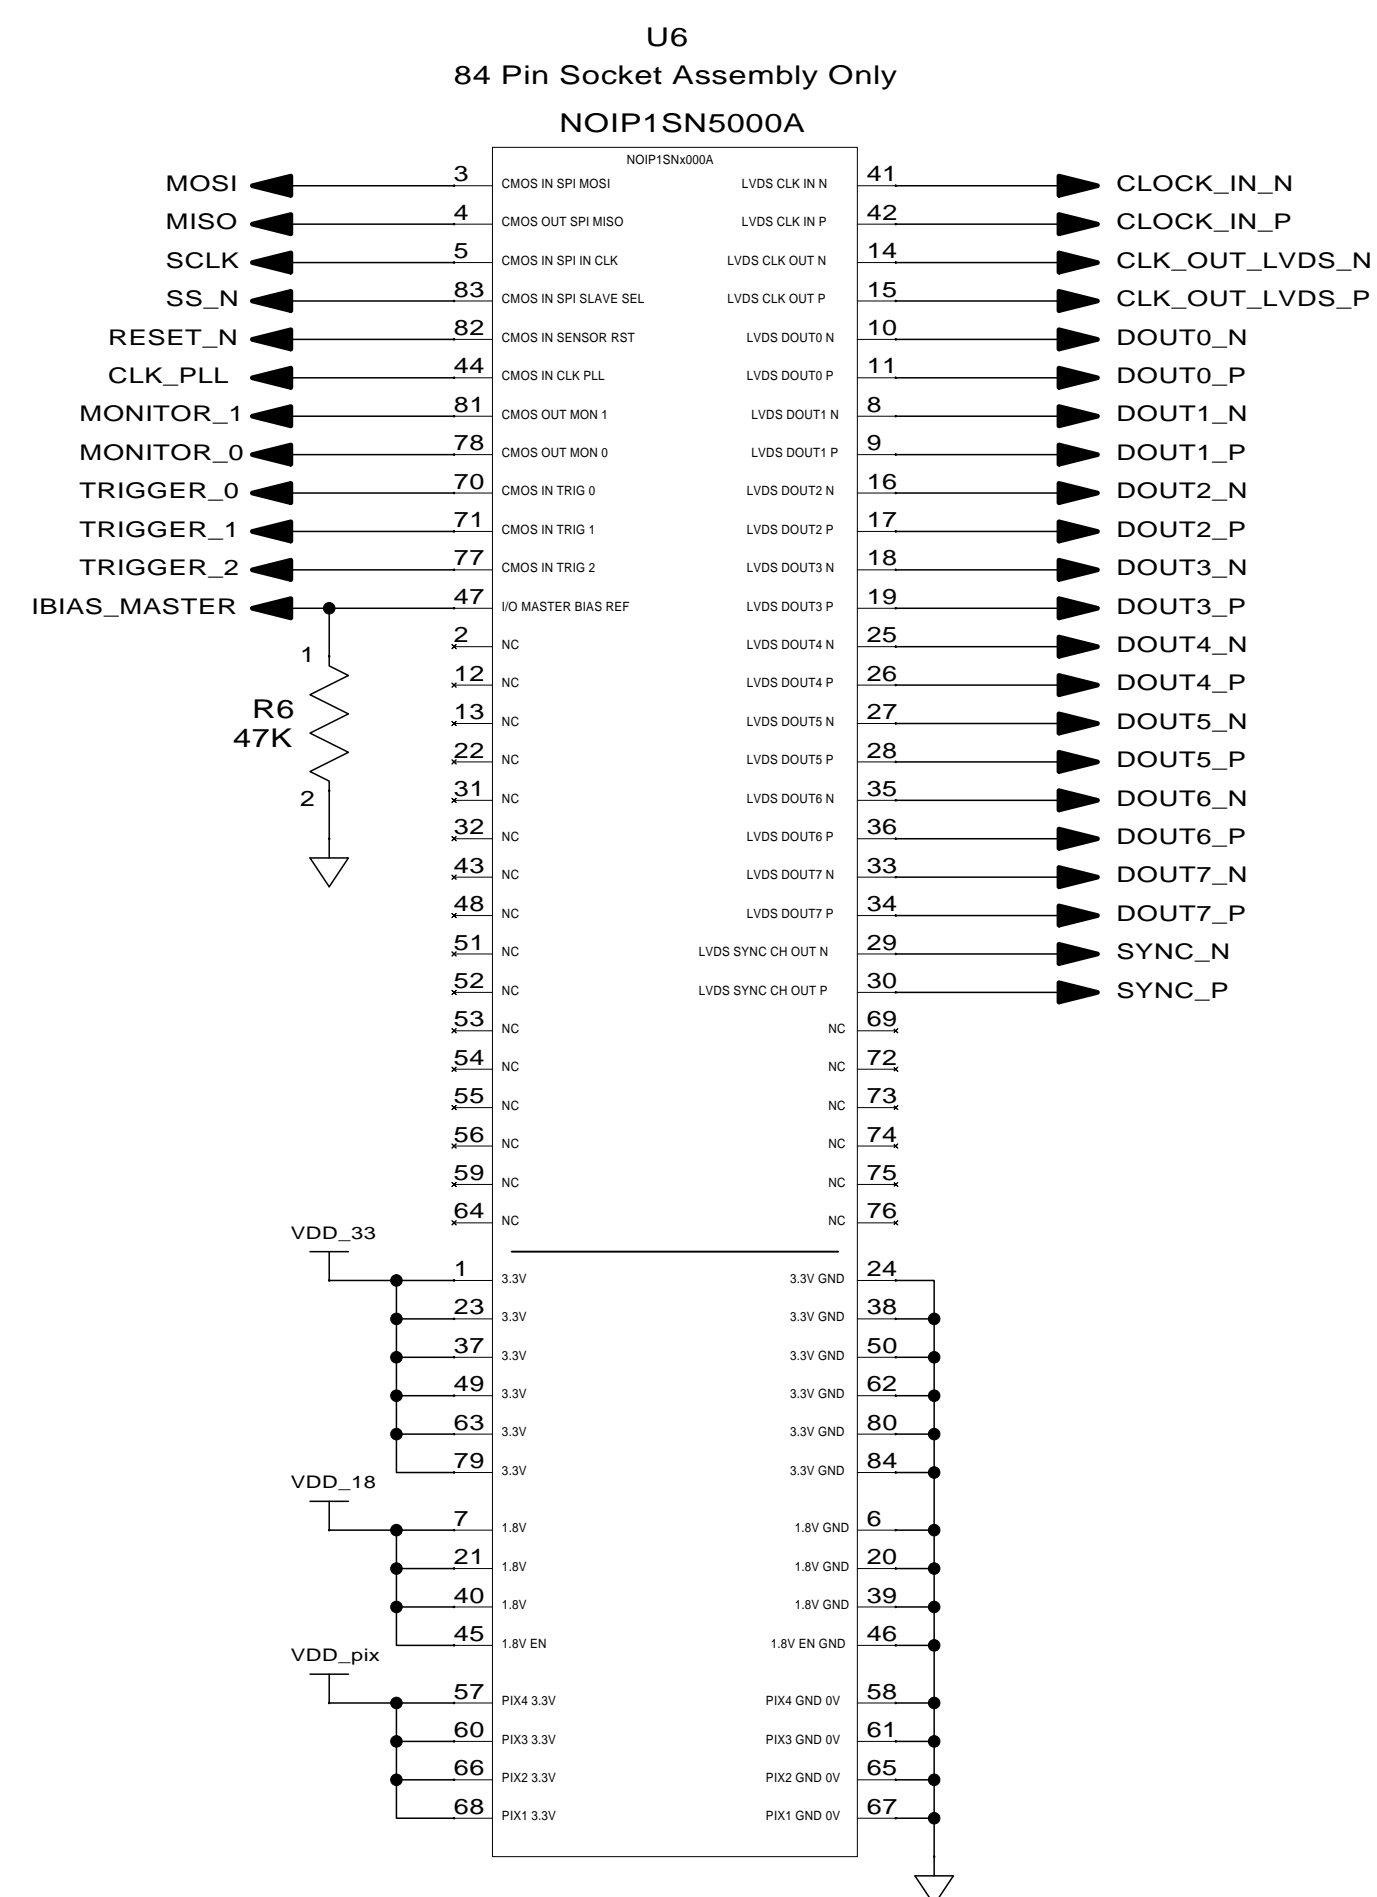 U6
84 Pin Socket Assembly Only
NOIP1SN5000A
NOIP1SNx000A
MOSI 3 CMOS IN SPI MOSI LVDS CLK IN N 41 CLOCK_IN_N
MISO 4 CMOS OUT SPI MISO LVDS CLK IN P 42 CLOCK_IN_P
SCLK 5 CMOS IN SPI IN CLK LVDS CLK OUT N 14 CLK_OUT_LVDS_N
SS_N 83 CMOS IN SPI SLAVE SEL LVDS CLK OUT P 15 CLK_OUT_LVDS_P
RESET_N 82 CMOS IN SENSOR RST LVDS DOUT0 N 10 DOUT0_N
CLK_PLL 44 CMOS IN CLK PLL LVDS DOUT0 P 11 DOUT0_P
MONITOR_1 81 CMOS OUT MON 1 LVDS DOUT1 N 8 DOUT1_N
MONITOR_0 78 CMOS OUT MON 0 LVDS DOUT1 P 9 DOUT1_P
TRIGGER_0 70 CMOS IN TRIG 0 LVDS DOUT2 N 16 DOUT2_N
TRIGGER_1 71 CMOS IN TRIG 1 LVDS DOUT2 P 17 DOUT2_P
TRIGGER_2 77 CMOS IN TRIG 2 LVDS DOUT3 N 18 DOUT3_N
IBIAS_MASTER 47 I/O MASTER BIAS REF LVDS DOUT3 P 19 DOUT3_P
2 NC LVDS DOUT4 N 25 DOUT4_N
1
12 NC LVDS DOUT4 P 26 DOUT4_P
R6 13 NC LVDS DOUT5 N 27 DOUT5_N
47K 22 NC LVDS DOUT5 P 28 DOUT5_P
2 31 NC LVDS DOUT6 N 35 DOUT6_N
32 NC LVDS DOUT6 P 36 DOUT6_P
43 NC LVDS DOUT7 N 33 DOUT7_N
48 NC LVDS DOUT7 P 34 DOUT7_P
51 NC LVDS SYNC CH OUT N 29 SYNC_N
52 NC LVDS SYNC CH OUT P 30 SYNC_P
53 NC NC 69
54 NC NC 72
55 NC NC 73
56 NC NC 74
59 NC NC 75
64 NC NC 76
VDD_33
1 3.3V 3.3V GND 24
23 3.3V 3.3V GND 38
37 3.3V 3.3V GND 50
49 3.3V 3.3V GND 62
63 3.3V 3.3V GND 80
79 3.3V 3.3V GND 84
VDD_18
7 1.8V 1.8V GND 6
21 1.8V 1.8V GND 20
40 1.8V 1.8V GND 39
45 1.8V EN 1.8V EN GND 46
VDD_pix
57 PIX4 3.3V PIX4 GND 0V 58
60 PIX3 3.3V PIX3 GND 0V 61
66 PIX2 3.3V PIX2 GND 0V 65
68 PIX1 3.3V PIX1 GND 0V 67